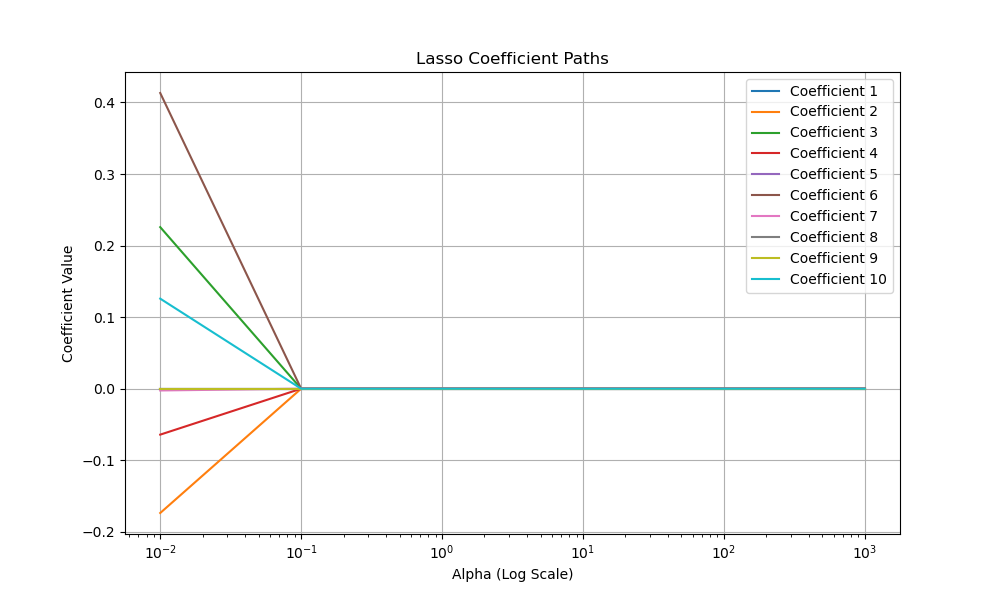 Lasso Coefficient Paths
Coefficient Value
0.4
0.3
0.2
0.1
0.0
−0.1
−0.2
Coefficient 1
Coefficient 2
Coefficient 3
Coefficient 4
Coefficient 5
Coefficient 6
Coefficient 7
Coefficient 8
Coefficient 9
Coefficient 10
10⁻² 10⁻¹ 10⁰ 10¹ 10² 10³
Alpha (Log Scale)